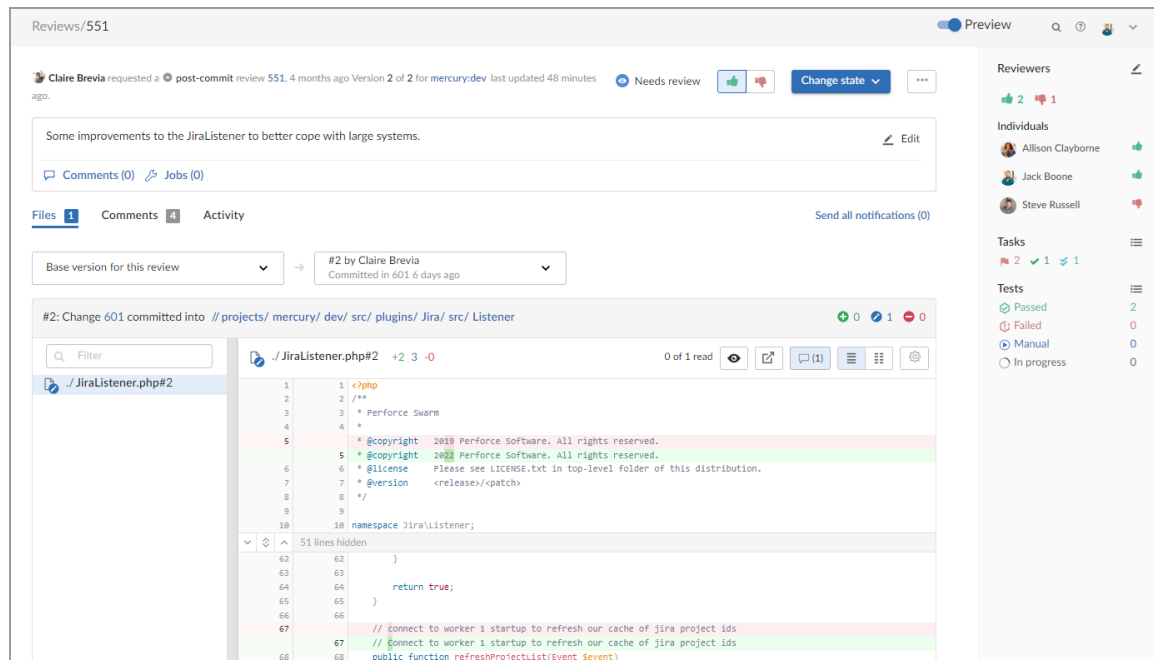 Reviews/551
Preview
Claire Brevia requested a post-commit review 551, 4 months ago Version 2 of 2 for mercury:dev last updated 48 minutes
ago.
Needs review
Change state
...
Some improvements to the JiraListener to better cope with large systems.
Edit
Comments (0) Jobs (0)
Files 1 Comments 4 Activity
Send all notifications (0)
Base version for this review
#2 by Claire Brevia
Committed in 601 6 days ago
#2: Change 601 committed into // projects/ mercury/ dev/ src/ plugins/ Jira/ src/ Listener
0 1 0
Filter
./ JiraListener.php#2
./ JiraListener.php#2 +2 3 -0
0 of 1 read
(1)
1 1 <?php
2 2 /**
3 3 * Perforce Swarm
4 4 *
5 * @copyright 2019 Perforce Software. All rights reserved.
5 * @copyright 2022 Perforce Software. All rights reserved.
6 6 * @license Please see LICENSE.txt in top-level folder of this distribution.
7 7 * @version <release>/<patch>
8 8 */
9 9
10 10 namespace Jira\Listener;
51 lines hidden
62 62 }
63 63
64 64 return true;
65 65 }
66 66
67 // connect to worker 1 startup to refresh our cache of jira project ids
67 // Connect to worker 1 startup to refresh our cache of jira project ids
68 68 public function refreshProjectList(Event $event)
Reviewers
2 1
Individuals
Allison Clayborne
Jack Boone
Steve Russell
Tasks
2 1 1
Tests
Passed 2
Failed 0
Manual 0
In progress 0